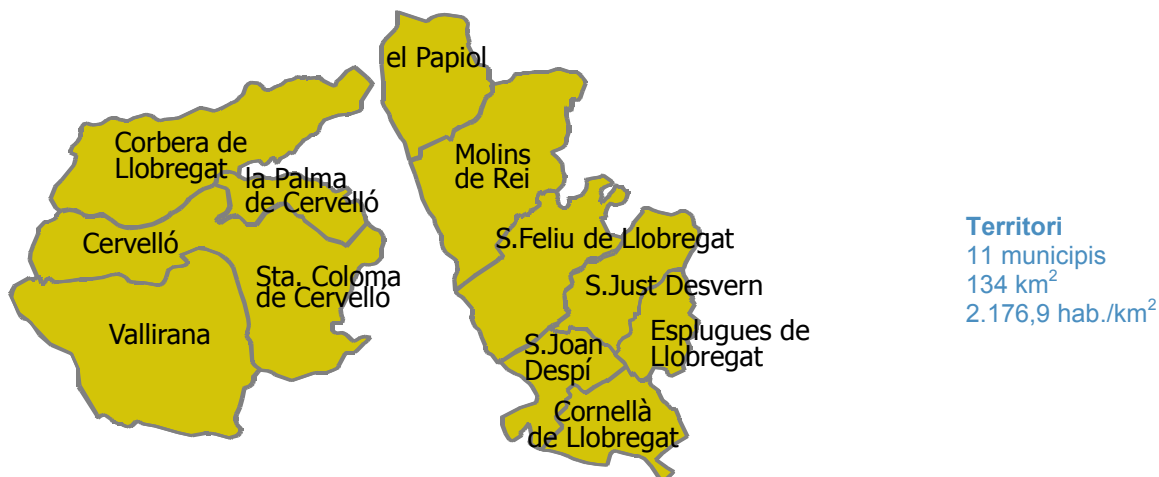 el Papiol
Corbera de
Llobregat
Molins
de Rei
la Palma
de Cervelló
Cervelló
S.Feliu de Llobregat
Sta. Coloma
de Cervelló
S.Just Desvern
Vallirana
S.Joan
Despí
Esplugues de
Llobregat
Cornellà
de Llobregat
Territori
11 municipis
134 km²
2.176,9 hab./km²